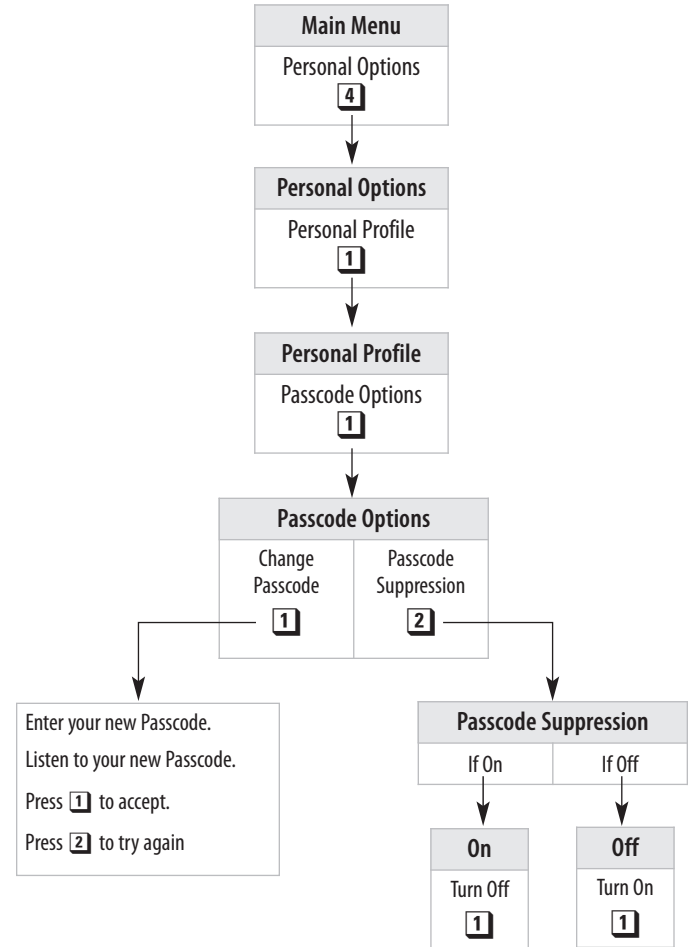 Main Menu
Personal Options
4
Personal Options
Personal Profile
1
Personal Profile
Passcode Options
1
Passcode Options
Change
Passcode
1
Passcode
Suppression
2
Enter your new Passcode.
Listen to your new Passcode.
Press 1 to accept.
Press 2 to try again
Passcode Suppression
If On
If Off
On
Turn Off
1
Off
Turn On
1